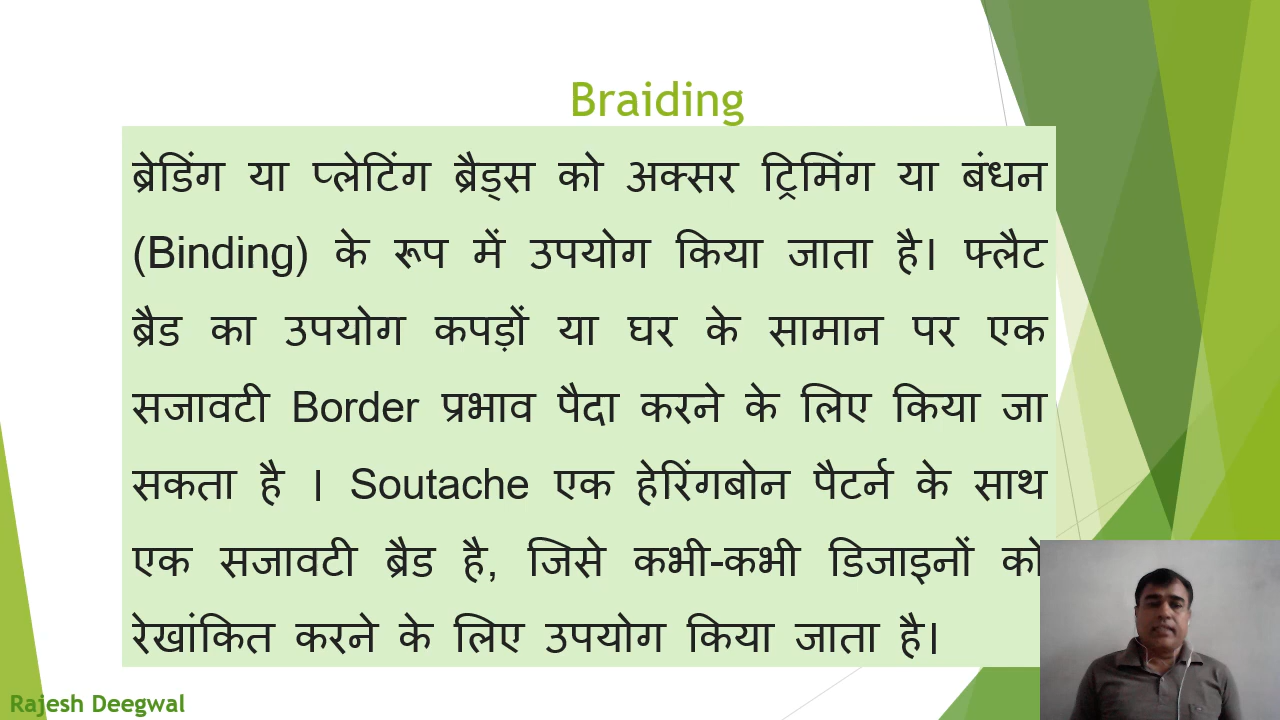 Braiding
ब्रेडिंग या प्लेटिंग ब्रैड्स को अक्सर ट्रिमिंग या बंधन
(Binding) के रूप में उपयोग किया जाता है। फ्लैट
ब्रैड का उपयोग कपड़ों या घर के सामान पर एक
सजावटी Border प्रभाव पैदा करने के लिए किया जा
सकता है । Soutache एक हेरिंगबोन पैटर्न के साथ
एक सजावटी ब्रैड है, जिसे कभी-कभी डिजाइनों को
रेखांकित करने के लिए उपयोग किया जाता है।
Rajesh Deegwal